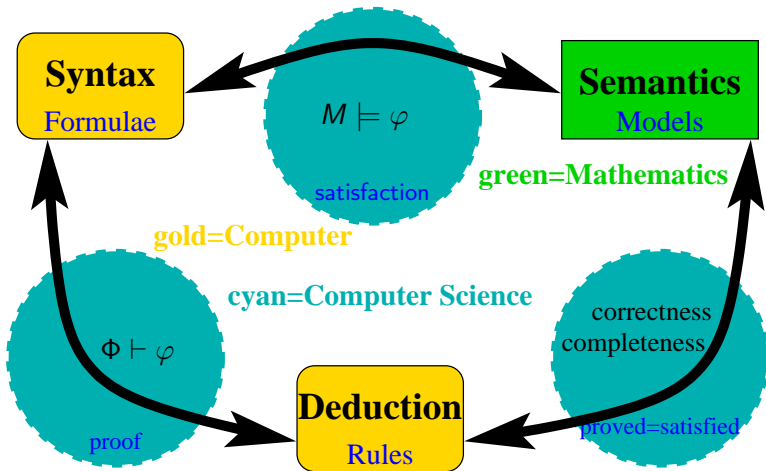 Syntax
Formulae
M ⊨ φ
satisfaction
Semantics
Models
green=Mathematics
gold=Computer
cyan=Computer Science
Φ ⊢ φ
proof
Deduction
Rules
correctness
completeness
proved=satisfied